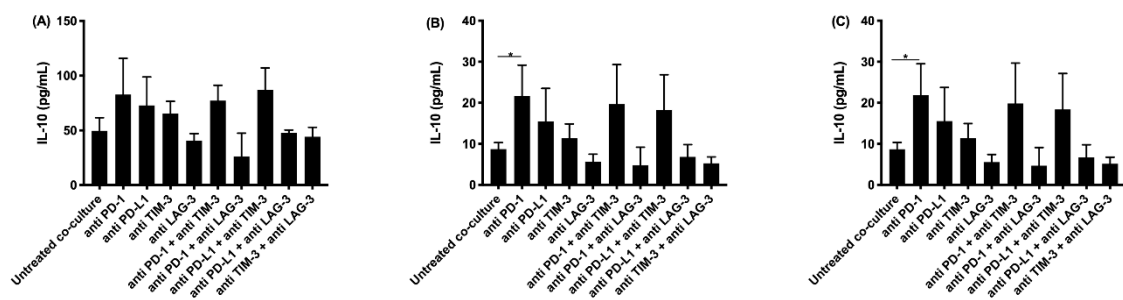 (A)
IL-10 (pg/mL)
150
100
50
0
Untreated co-culture
anti PD-1
anti PD-L1
anti TIM-3
anti LAG-3
anti PD-1 + anti TIM-3
anti PD-1 + anti LAG-3
anti PD-L1 + anti TIM-3
anti PD-L1 + anti LAG-3
anti TIM-3 + anti LAG-3
(B)
IL-10 (pg/mL)
40
30
20
10
0
*
Untreated co-culture
anti PD-1
anti PD-L1
anti TIM-3
anti LAG-3
anti PD-1 + anti TIM-3
anti PD-1 + anti LAG-3
anti PD-L1 + anti TIM-3
anti PD-L1 + anti LAG-3
anti TIM-3 + anti LAG-3
(C)
IL-10 (pg/mL)
40
30
20
10
0
*
Untreated co-culture
anti PD-1
anti PD-L1
anti TIM-3
anti LAG-3
anti PD-1 + anti TIM-3
anti PD-1 + anti LAG-3
anti PD-L1 + anti TIM-3
anti PD-L1 + anti LAG-3
anti TIM-3 + anti LAG-3